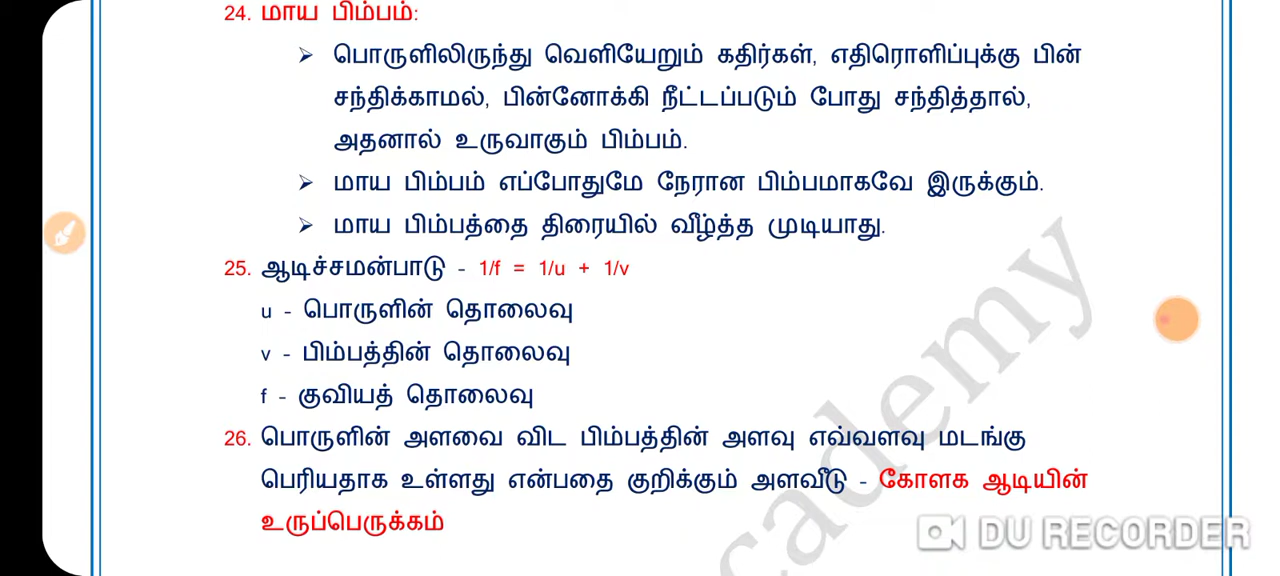 24. மாய பிம்பம்:
➢ பொருளிலிருந்து வெளியேறும் கதிர்கள், எதிரொளிப்புக்கு பின்
சந்திக்காமல், பின்னோக்கி நீட்டப்படும் போது சந்தித்தால்,
அதனால் உருவாகும் பிம்பம்.
➢ மாய பிம்பம் எப்போதுமே நேரான பிம்பமாகவே இருக்கும்.
➢ மாய பிம்பத்தை திரையில் வீழ்த்த முடியாது.
25. ஆடிச்சமன்பாடு - 1/f = 1/u + 1/v
u - பொருளின் தொலைவு
v - பிம்பத்தின் தொலைவு
f - குவியத் தொலைவு
26. பொருளின் அளவை விட பிம்பத்தின் அளவு எவ்வளவு மடங்கு
பெரியதாக உள்ளது என்பதை குறிக்கும் அளவீடு - கோளக ஆடியின்
உருப்பெருக்கம்
cademy
DU RECORDER